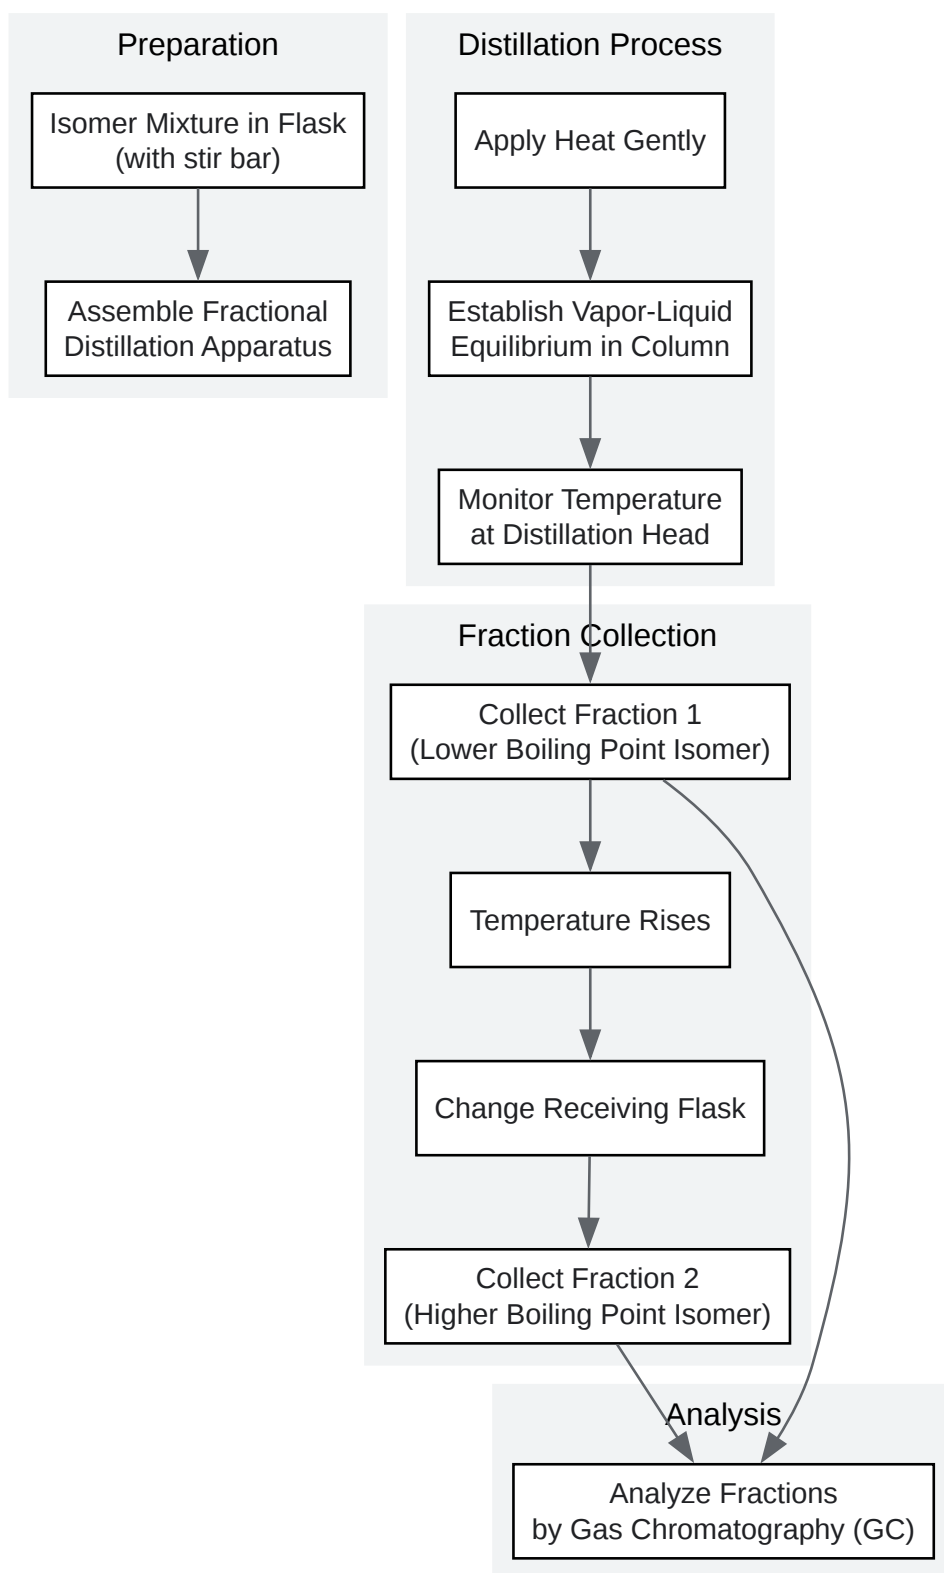 Preparation
Isomer Mixture in Flask
(with stir bar)
Assemble Fractional
Distillation Apparatus
Distillation Process
Apply Heat Gently
Establish Vapor-Liquid
Equilibrium in Column
Monitor Temperature
at Distillation Head
Fraction Collection
Collect Fraction 1
(Lower Boiling Point Isomer)
Temperature Rises
Change Receiving Flask
Collect Fraction 2
(Higher Boiling Point Isomer)
Analysis
Analyze Fractions
by Gas Chromatography (GC)